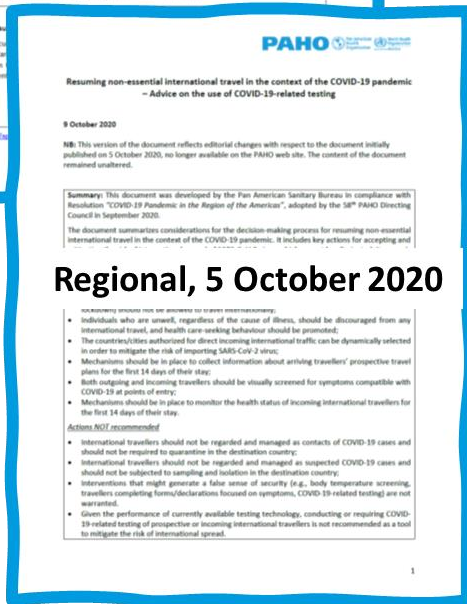 PAHO
Resuming non-essential international travel in the context of the COVID-19 pandemic
– Advice on the use of COVID-19-related testing
9 October 2020
NB: This version of the document reflects editorial changes with respect to the document initially
published on 5 October 2020, no longer available on the PAHO web site. The content of the document
remained unaltered.
Summary: This document was developed by the Pan American Sanitary Bureau in compliance with
Resolution "COVID-19 Pandemic in the Region of the Americas", adopted by the 58th PAHO Directing
Council in September 2020.
The document summarizes considerations for the decision-making process for resuming non-essential
international travel in the context of the COVID-19 pandemic. It includes key actions for accepting and
Regional, 5 October 2020
lockdown) should not be allowed to travel internationally;
• Individuals who are unwell, regardless of the cause of illness, should be discouraged from any
international travel, and health care-seeking behaviour should be promoted;
• The countries/cities authorized for direct incoming international traffic can be dynamically selected
in order to mitigate the risk of importing SARS-CoV-2 virus;
• Mechanisms should be in place to collect information about arriving travellers' prospective travel
plans for the first 14 days of their stay;
• Both outgoing and incoming travellers should be visually screened for symptoms compatible with
COVID-19 at points of entry;
• Mechanisms should be in place to monitor the health status of incoming international travellers for
the first 14 days of their stay.
Actions NOT recommended
• International travellers should not be regarded and managed as contacts of COVID-19 cases and
should not be required to quarantine in the destination country;
• International travellers should not be regarded and managed as suspected COVID-19 cases and
should not be subjected to sampling and isolation in the destination country;
• Interventions that might generate a false sense of security (e.g., body temperature screening,
travellers completing forms/declarations focused on symptoms, COVID-19-related testing) are not
warranted.
• Given the performance of currently available testing technology, conducting or requiring COVID-
19-related testing of prospective or incoming international travellers is not recommended as a tool
to mitigate the risk of international spread.
1